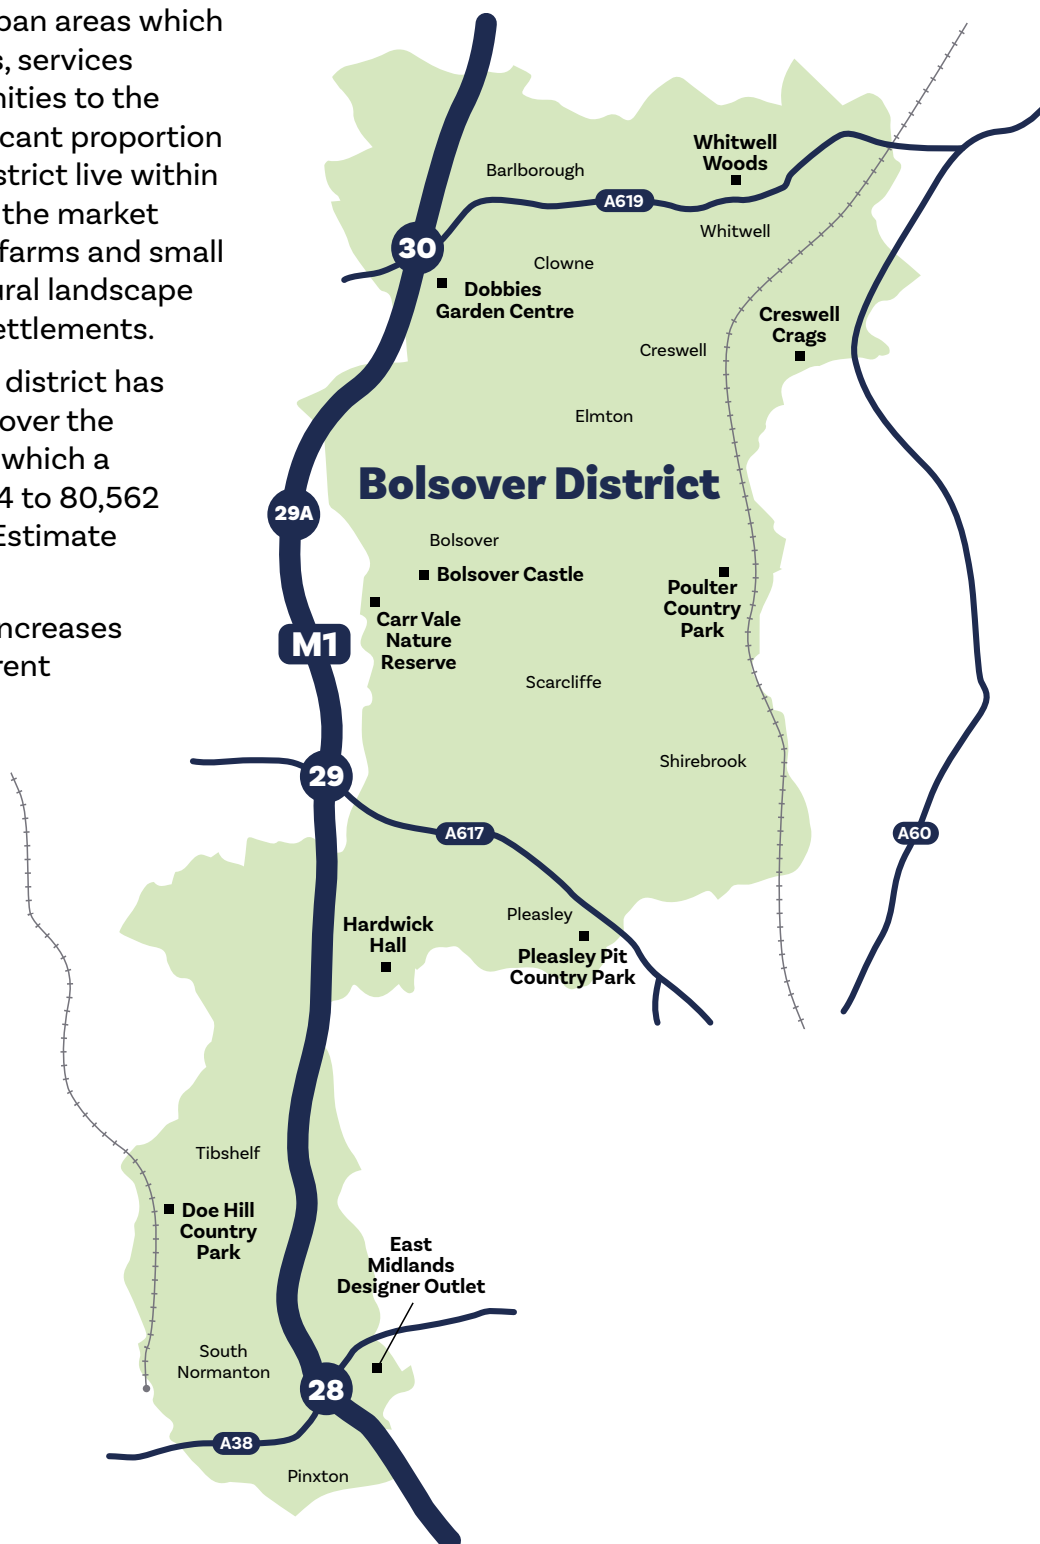 ban areas which
s, services
nities to the
icant proportion
strict live within
the market
farms and small
ural landscape
ettlements.
district has
over the
which a
4 to 80,562
Estimate
ncreases
rent
Whitwell
Woods
Barlborough
A619
Whitwell
30
Clowne
Dobbies
Garden Centre
Creswell
Crags
Creswell
Elmton
Bolsover District
29A
Bolsover
Bolsover Castle
Poulter
Country
Park
Carr Vale
Nature
Reserve
M1
Scarcliffe
Shirebrook
29
A617
A60
Pleasley
Hardwick
Hall
Pleasley Pit
Country Park
Tibshelf
Doe Hill
Country
Park
East
Midlands
Designer Outlet
South
Normanton
28
A38
Pinxton